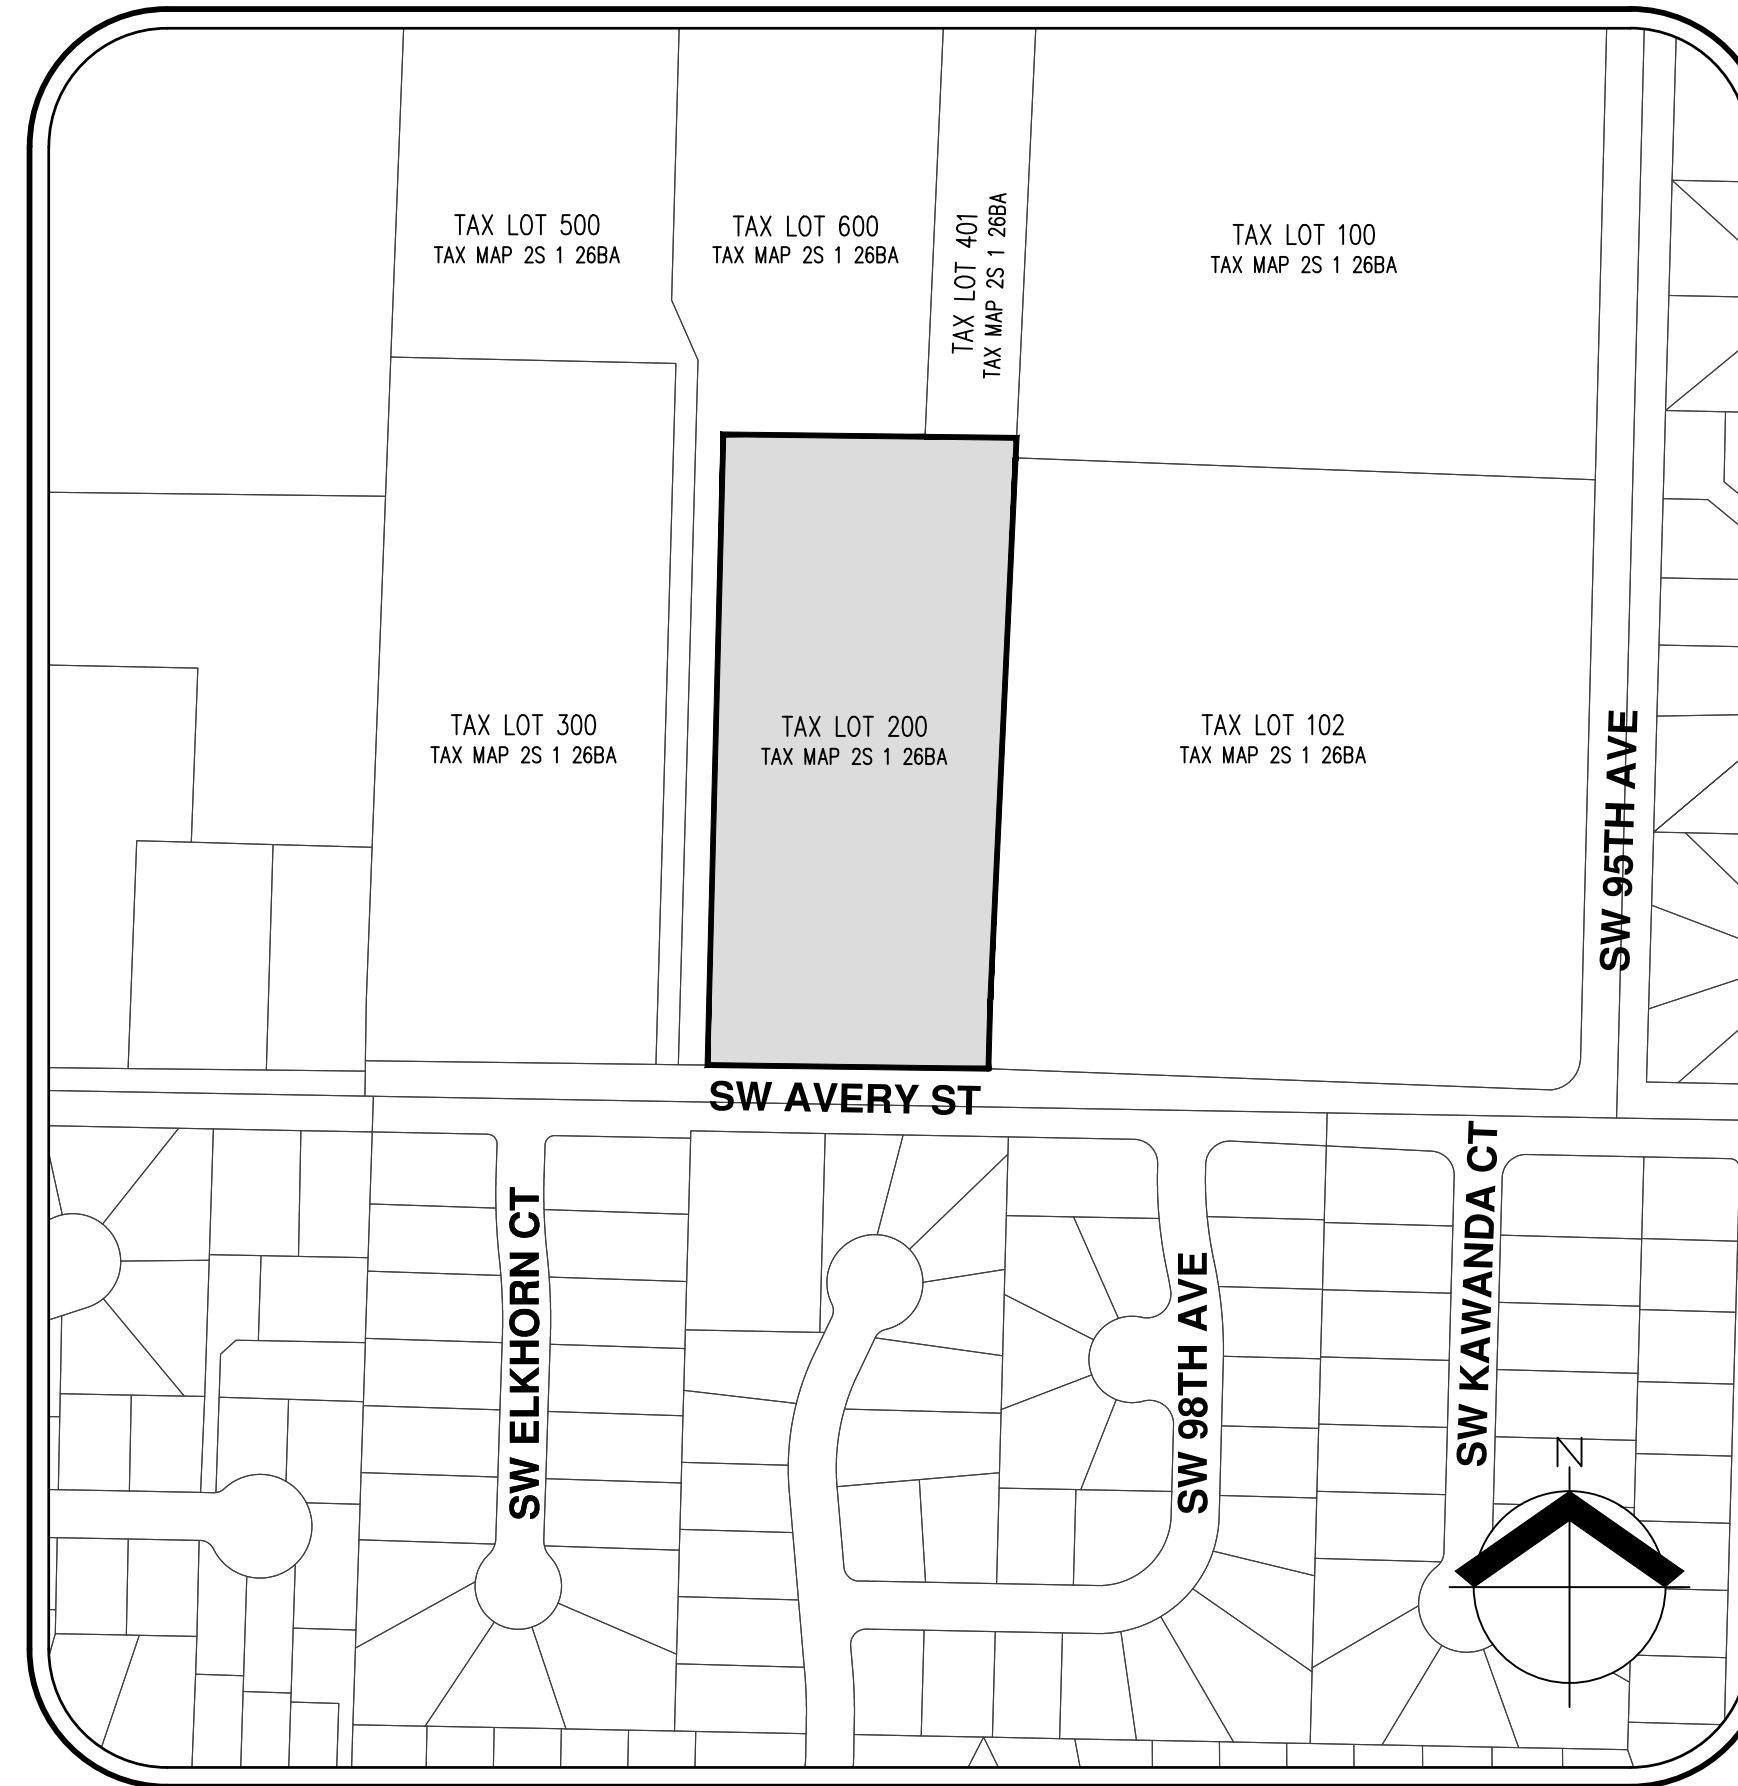 TAX LOT 500
TAX MAP 2S 1 26BA
TAX LOT 600
TAX MAP 2S 1 26BA
TAX LOT 401
TAX MAP 2S 1 26BA
TAX LOT 100
TAX MAP 2S 1 26BA
TAX LOT 300
TAX MAP 2S 1 26BA
TAX LOT 200
TAX MAP 2S 1 26BA
TAX LOT 102
TAX MAP 2S 1 26BA
SW 95TH AVE
SW AVERY ST
SW ELKHORN CT
SW 98TH AVE
SW KAWANDA CT
N